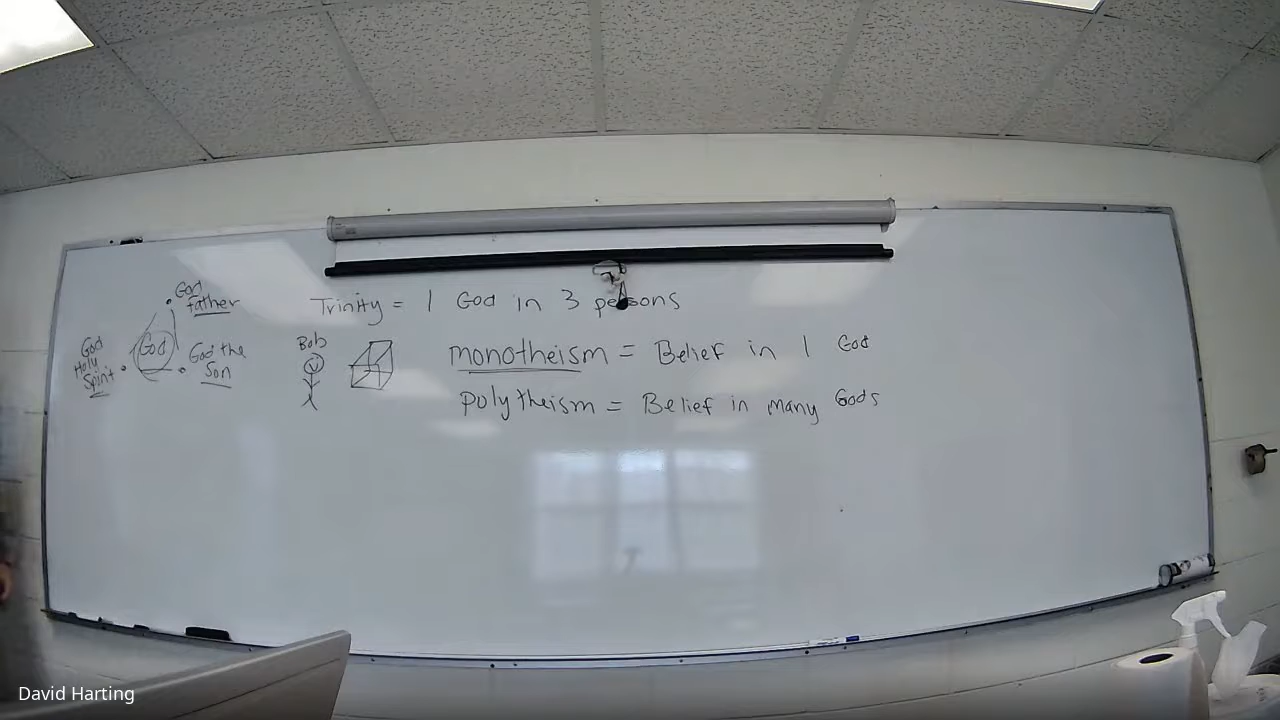 God
Father
God
God the
Son
God
Holy
Spirit
Bob
Trinity = 1 God in 3 persons
monotheism = Belief in 1 God
polytheism = Belief in many Gods
David Harting